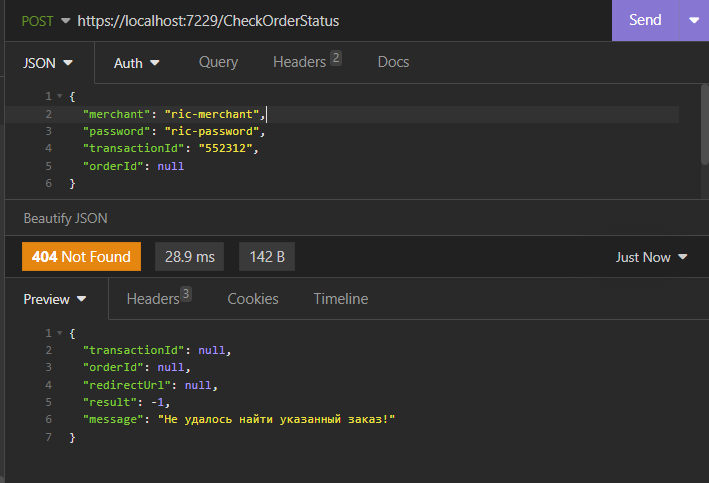 POST https://localhost:7229/CheckOrderStatus Send
JSON Auth Query Headers 2 Docs
1 {
2 "merchant": "ric-merchant",
3 "password": "ric-password",
4 "transactionId": "552312",
5 "orderId": null
6 }
Beautify JSON
404 Not Found 28.9 ms 142 B Just Now
Preview Headers 3 Cookies Timeline
1 {
2 "transactionId": null,
3 "orderId": null,
4 "redirectUrl": null,
5 "result": -1,
6 "message": "Не удалось найти указанный заказ!"
7 }